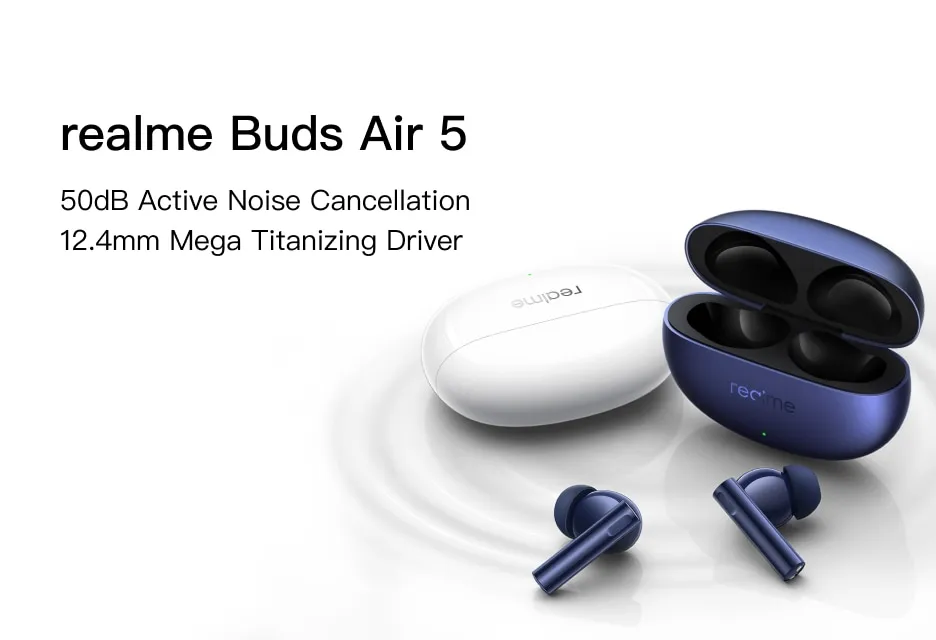 realme Buds Air 5
50dB Active Noise Cancellation
12.4mm Mega Titanizing Driver
realme
realme